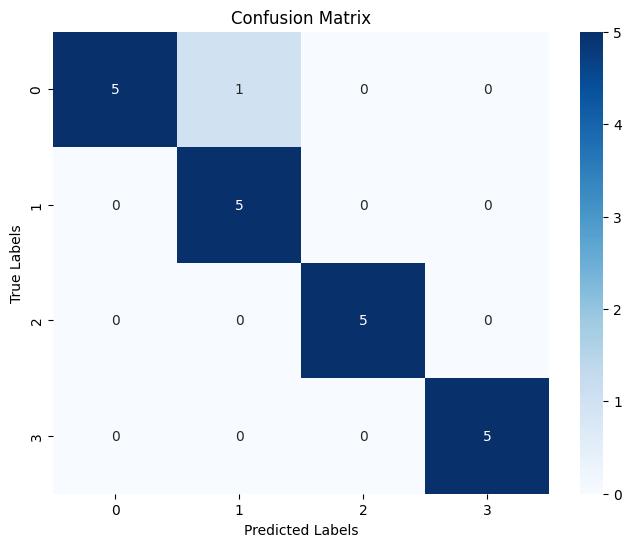 Confusion Matrix
True Labels
0 5 1 0 0
1 0 5 0 0
2 0 0 5 0
3 0 0 0 5
0 1 2 3
Predicted Labels
5
4
3
2
1
0